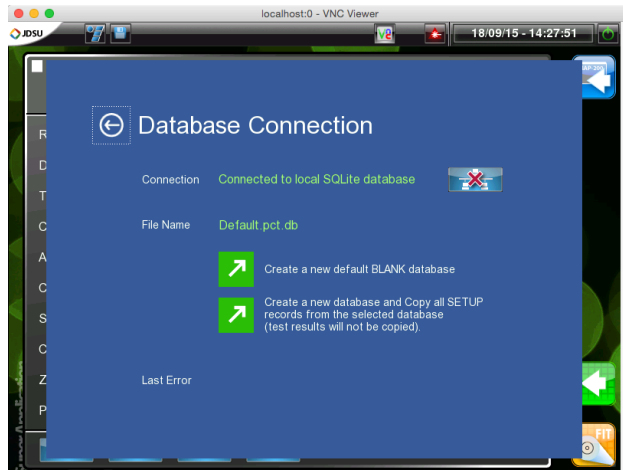 localhost:0 - VNC Viewer
JDSU
18/09/15 - 14:27:51
Database Connection
Connection Connected to local SQLite database
File Name Default.pct.db
Create a new default BLANK database
Create a new database and Copy all SETUP
records from the selected database
(test results will not be copied).
Last Error
R
D
T
C
A
C
S
C
Z
P
FIT